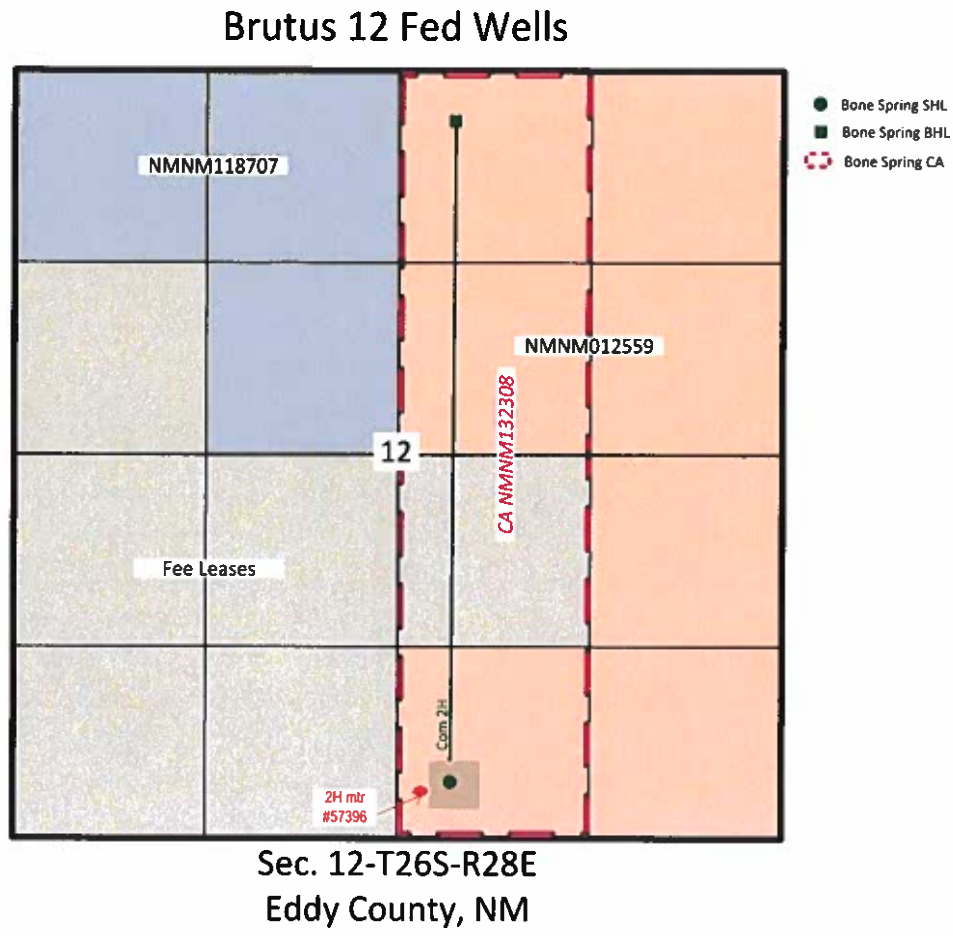 Brutus 12 Fed Wells
Bone Spring SHL
Bone Spring BHL
Bone Spring CA
NMNM118707
NMNM012559
CA NMNM132308
12
Fee Leases
Com 2H
2H mtr
#57396
Sec. 12-T26S-R28E
Eddy County, NM